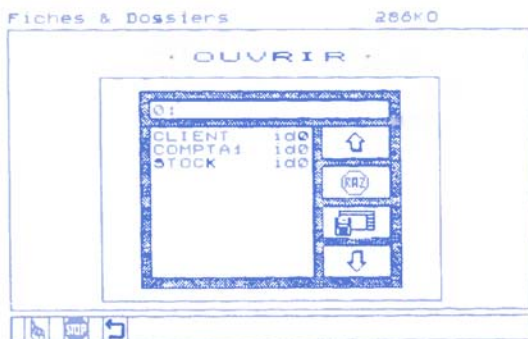 Fiches & Dossiers 286KO
· OUVRIR ·
0:
CLIENT id0
COMPTA1 id0
STOCK id0
RAZ
STOP